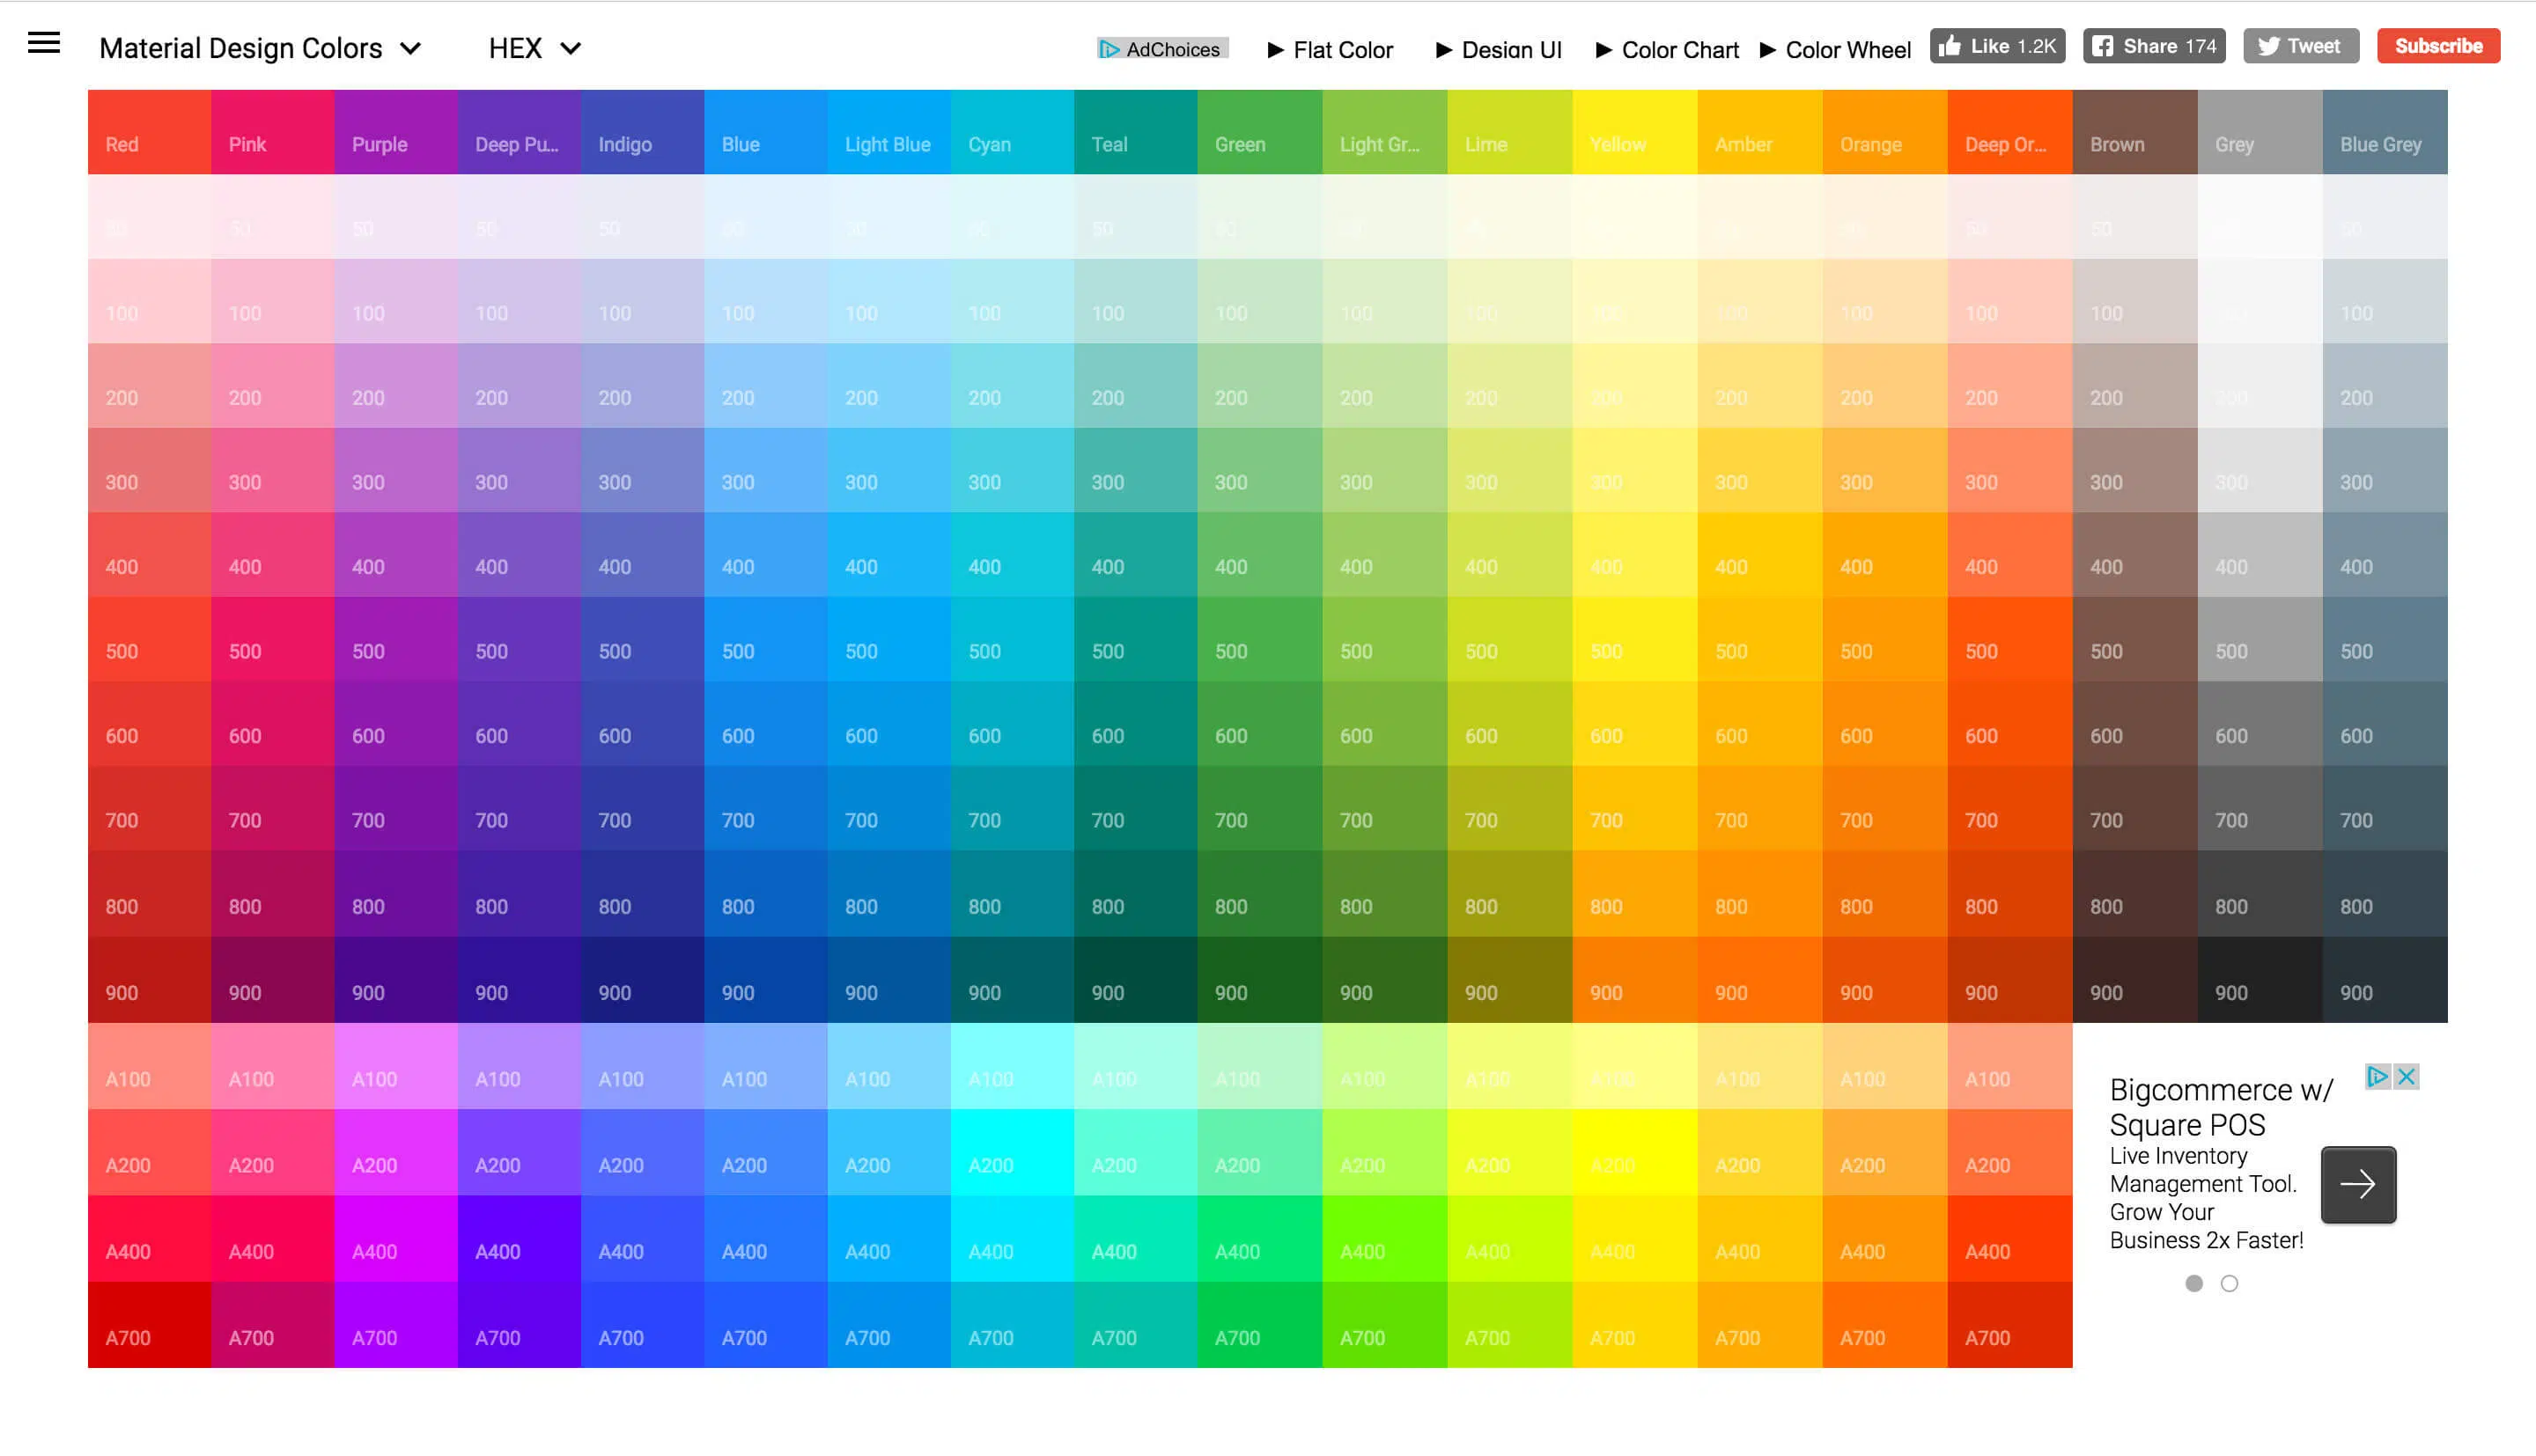 Material Design Colors HEX AdChoices Flat Color Design UI Color Chart Color Wheel Like 1.2K Share 174 Tweet Subscribe
Red Pink Purple Deep Pu... Indigo Blue Light Blue Cyan Teal Green Light Gr... Lime Yellow Amber Orange Deep Or... Brown Grey Blue Grey
50 50 50 50 50 50 50 50 50 50 50 50 50
100 100 100 100 100 100 100 100 100 100 100 100 100 100 100 100 100 100
200 200 200 200 200 200 200 200 200 200 200 200 200 200 200 200 200 200 200
300 300 300 300 300 300 300 300 300 300 300 300 300 300 300 300 300 300 300
400 400 400 400 400 400 400 400 400 400 400 400 400 400 400 400 400 400 400
500 500 500 500 500 500 500 500 500 500 500 500 500 500 500 500 500 500 500
600 600 600 600 600 600 600 600 600 600 600 600 600 600 600 600 600 600 600
700 700 700 700 700 700 700 700 700 700 700 700 700 700 700 700 700 700 700
800 800 800 800 800 800 800 800 800 800 800 800 800 800 800 800 800 800 800
900 900 900 900 900 900 900 900 900 900 900 900 900 900 900 900 900 900 900
A100 A100 A100 A100 A100 A100 A100 A100 A100 A100 A100 A100 A100 A100 A100 A100
A200 A200 A200 A200 A200 A200 A200 A200 A200 A200 A200 A200 A200 A200 A200 A200
A400 A400 A400 A400 A400 A400 A400 A400 A400 A400 A400 A400 A400 A400 A400 A400
A700 A700 A700 A700 A700 A700 A700 A700 A700 A700 A700 A700 A700 A700 A700 A700
Bigcommerce w/
Square POS
Live Inventory
Management Tool.
Grow Your
Business 2x Faster!